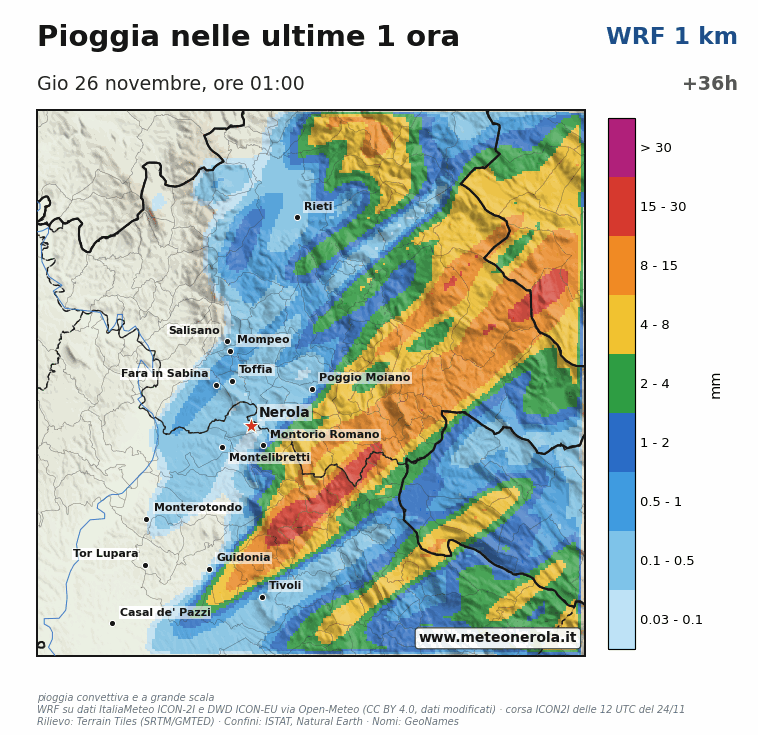 Pioggia nelle ultime 1 ora
WRF 1 km
Gio 26 novembre, ore 01:00
+36h
Rieti
Salisano
Mompeo
Fara in Sabina
Toffia
Poggio Moiano
Nerola
Montorio Romano
Montelibretti
Monterotondo
Tor Lupara
Guidonia
Tivoli
Casal de' Pazzi
www.meteonerola.it
> 30
15 - 30
8 - 15
4 - 8
2 - 4
1 - 2
0.5 - 1
0.1 - 0.5
0.03 - 0.1
mm
pioggia convettiva e a grande scala
WRF su dati ItaliaMeteo ICON-2I e DWD ICON-EU via Open-Meteo (CC BY 4.0, dati modificati) · corsa ICON2I delle 12 UTC del 24/11
Rilievo: Terrain Tiles (SRTM/GMTED) · Confini: ISTAT, Natural Earth · Nomi: GeoNames